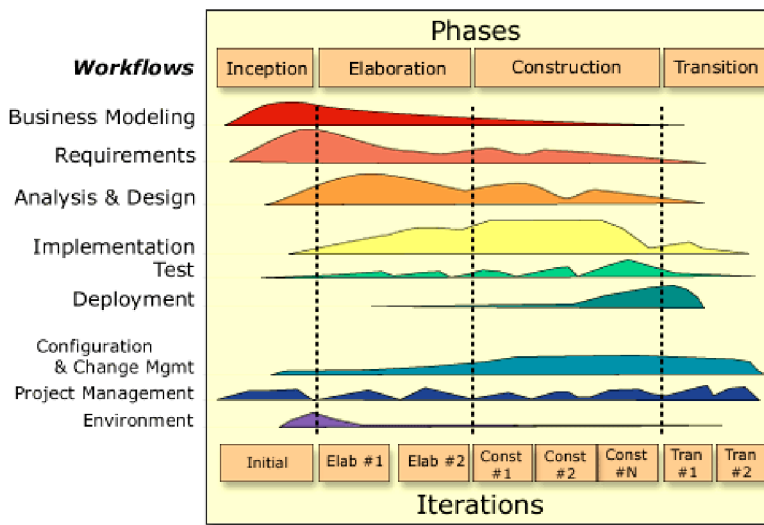 Phases
Workflows
Inception
Elaboration
Construction
Transition
Business Modeling
Requirements
Analysis & Design
Implementation
Test
Deployment
Configuration
& Change Mgmt
Project Management
Environment
Initial
Elab #1
Elab #2
Const
#1
Const
#2
Const
#N
Tran
#1
Tran
#2
Iterations